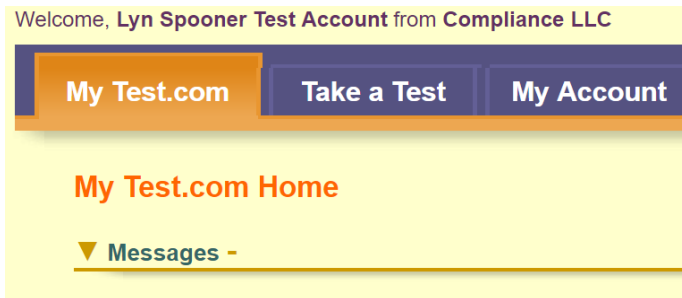 Welcome, Lyn Spooner Test Account from Compliance LLC
My Test.com Take a Test My Account
My Test.com Home
▼ Messages -